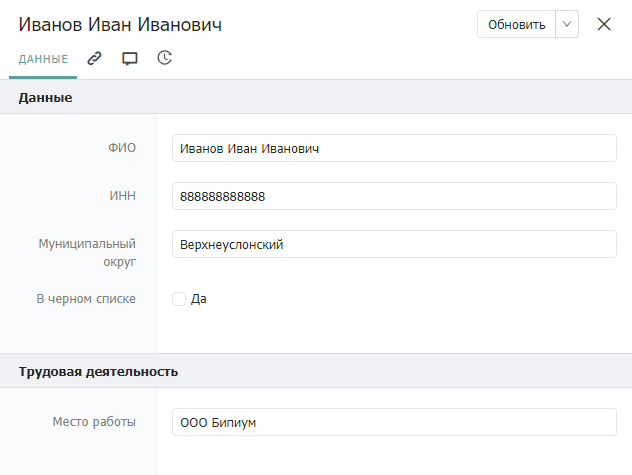 Иванов Иван Иванович
Обновить
ДАННЫЕ
Данные
ФИО
Иванов Иван Иванович
ИНН
888888888888
Муниципальный
округ
Верхнеуслонский
В черном списке
Да
Трудовая деятельность
Место работы
ООО Бипиум